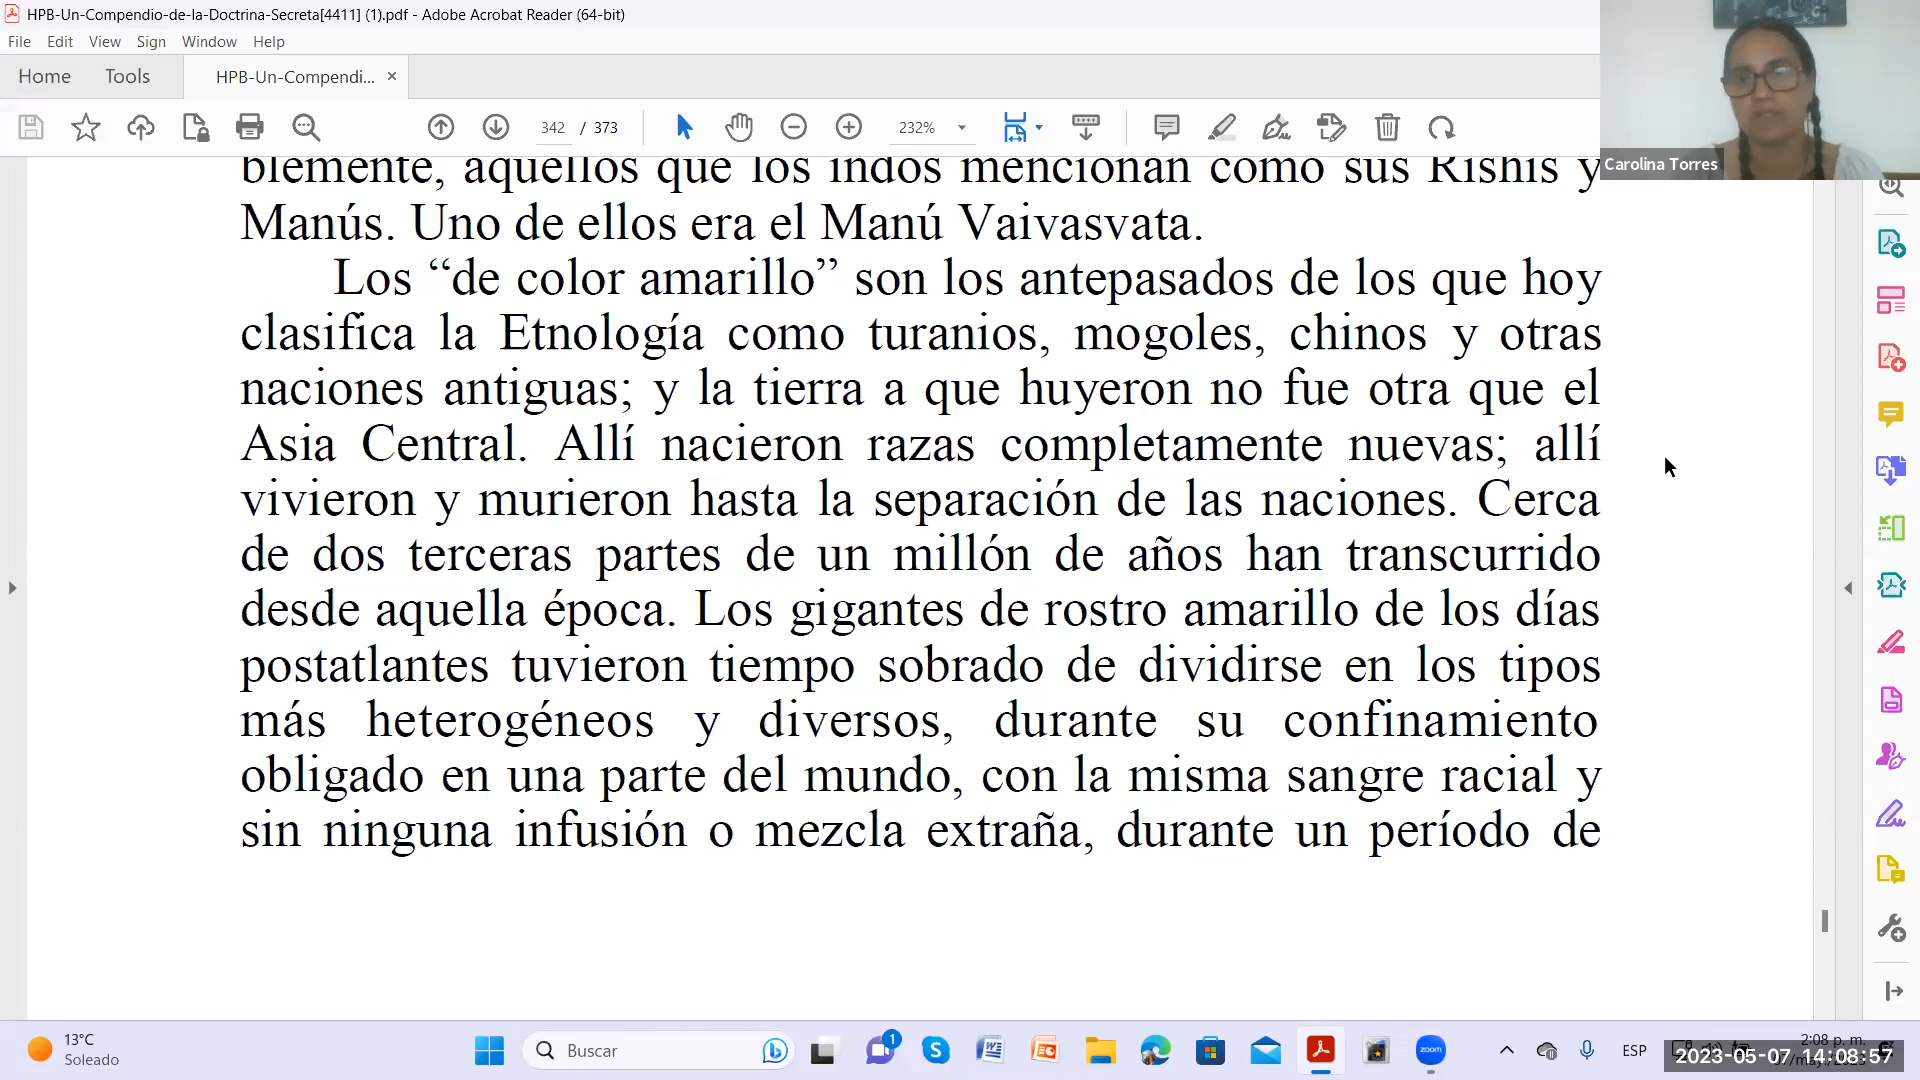 HPB-Un-Compendio-de-la-Doctrina-Secreta[4411] (1).pdf - Adobe Acrobat Reader (64-bit)
File Edit View Sign Window Help
Home Tools HPB-Un-Compendi... ×
342 / 373 232%
Carolina Torres
blemente, aquellos que los indos mencionan como sus Rishis y
Manús. Uno de ellos era el Manú Vaivasvata.
Los “de color amarillo” son los antepasados de los que hoy
clasifica la Etnología como turanios, mogoles, chinos y otras
naciones antiguas; y la tierra a que huyeron no fue otra que el
Asia Central. Allí nacieron razas completamente nuevas; allí
vivieron y murieron hasta la separación de las naciones. Cerca
de dos terceras partes de un millón de años han transcurrido
desde aquella época. Los gigantes de rostro amarillo de los días
postatlantes tuvieron tiempo sobrado de dividirse en los tipos
más heterogéneos y diversos, durante su confinamiento
obligado en una parte del mundo, con la misma sangre racial y
sin ninguna infusión o mezcla extraña, durante un período de
13°C
Soleado
Buscar
1
zoom
ESP
2:08 p. m.
2023-05-07 14:08:57